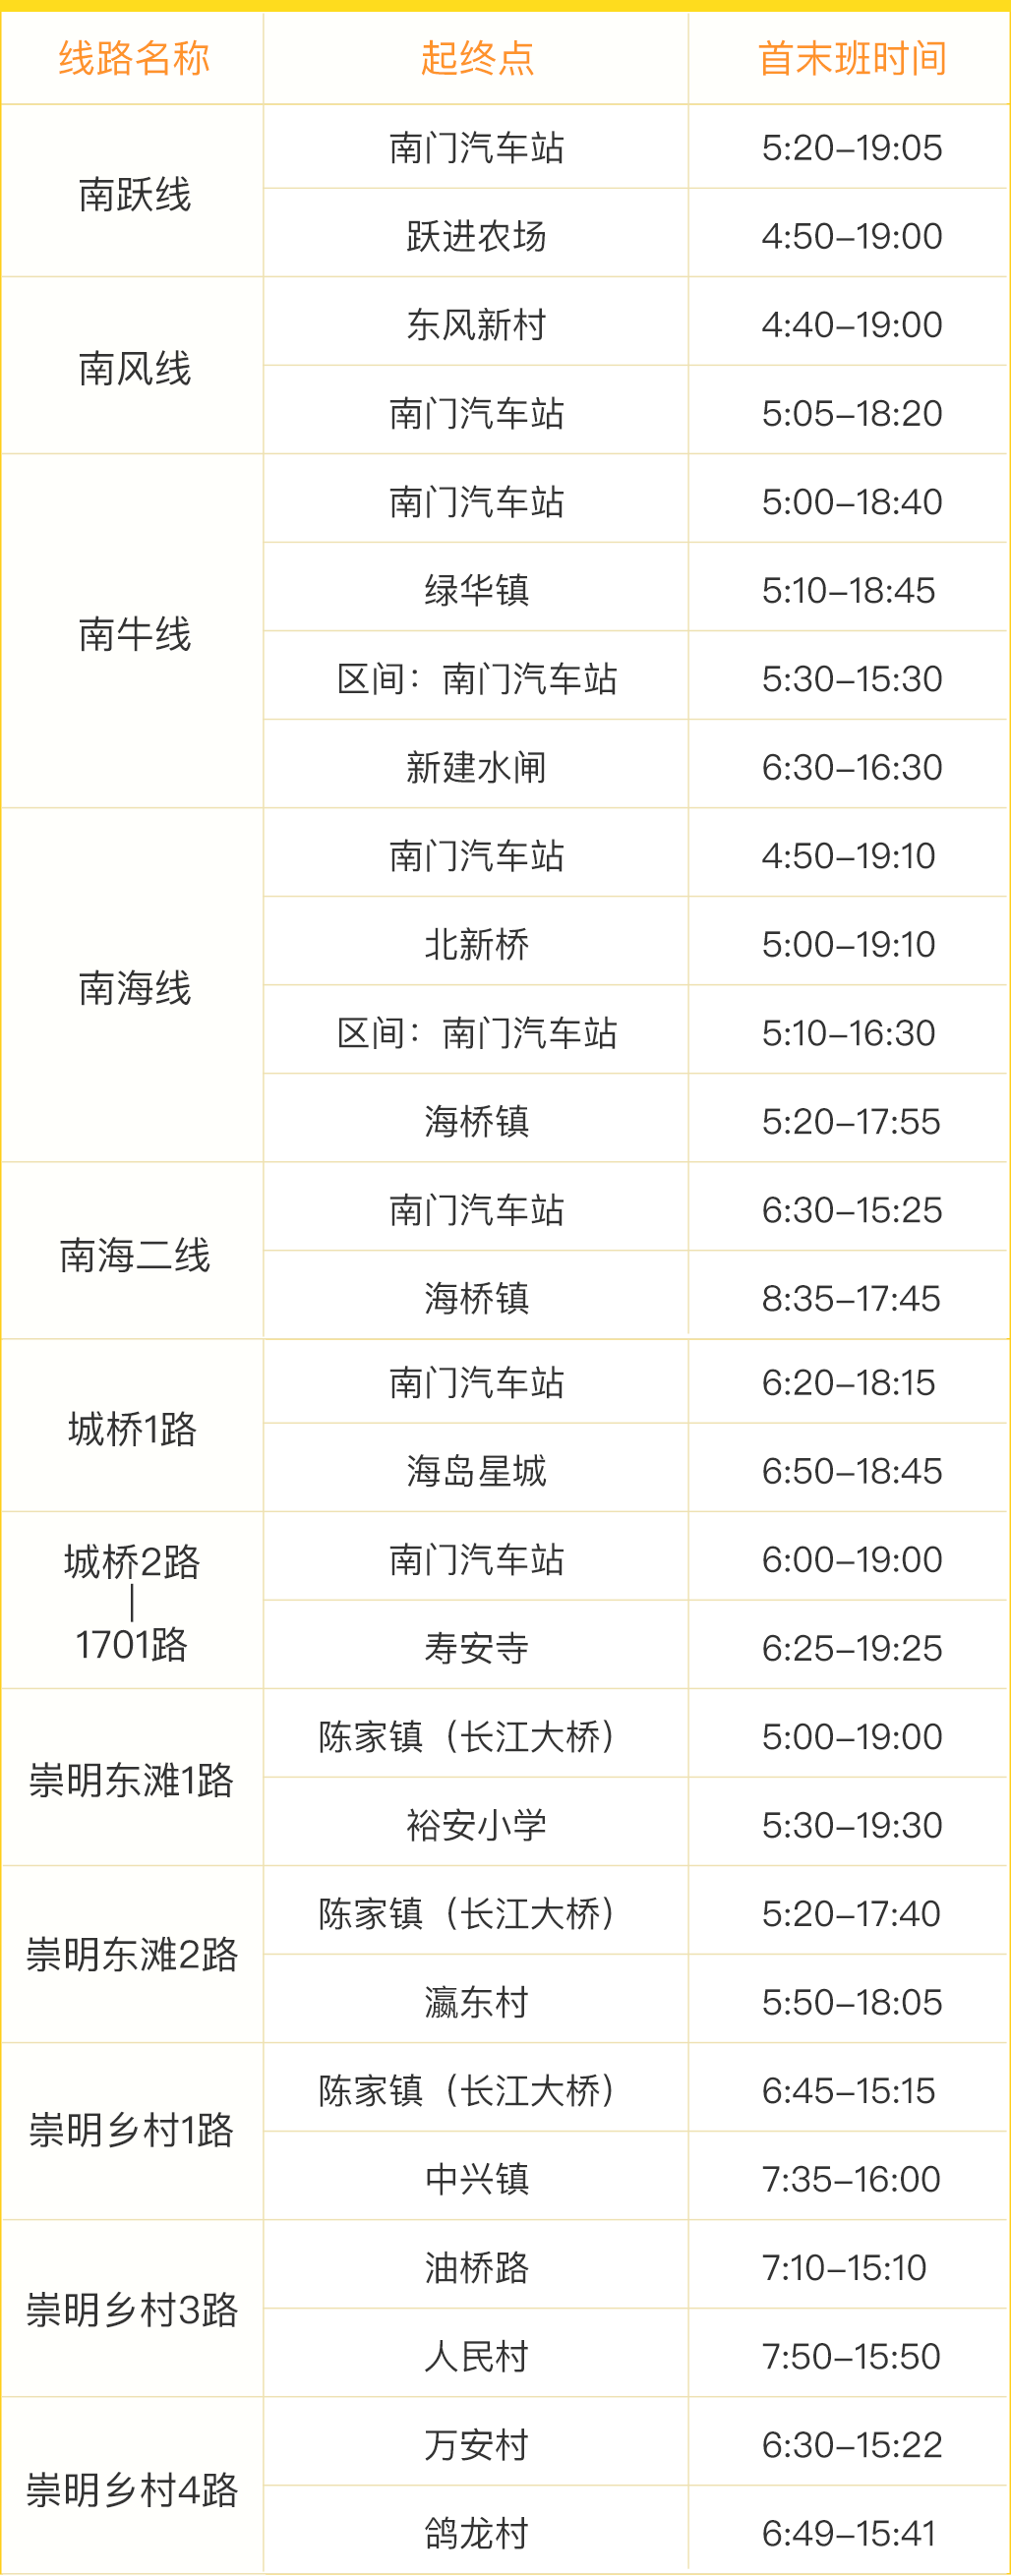 线路名称 起终点 首末班时间
南跃线 南门汽车站 5:20–19:05
跃进农场 4:50–19:00
南风线 东风新村 4:40–19:00
南门汽车站 5:05–18:20
南牛线 南门汽车站 5:00–18:40
绿华镇 5:10–18:45
区间：南门汽车站 5:30–15:30
新建水闸 6:30–16:30
南海线 南门汽车站 4:50–19:10
北新桥 5:00–19:10
区间：南门汽车站 5:10–16:30
海桥镇 5:20–17:55
南海二线 南门汽车站 6:30–15:25
海桥镇 8:35–17:45
城桥1路 南门汽车站 6:20–18:15
海岛星城 6:50–18:45
城桥2路
|
1701路
南门汽车站 6:00–19:00
寿安寺 6:25–19:25
崇明东滩1路 陈家镇（长江大桥） 5:00–19:00
裕安小学 5:30–19:30
崇明东滩2路 陈家镇（长江大桥） 5:20–17:40
瀛东村 5:50–18:05
崇明乡村1路 陈家镇（长江大桥） 6:45–15:15
中兴镇 7:35–16:00
崇明乡村3路 油桥路 7:10–15:10
人民村 7:50–15:50
崇明乡村4路 万安村 6:30–15:22
鸽龙村 6:49–15:41